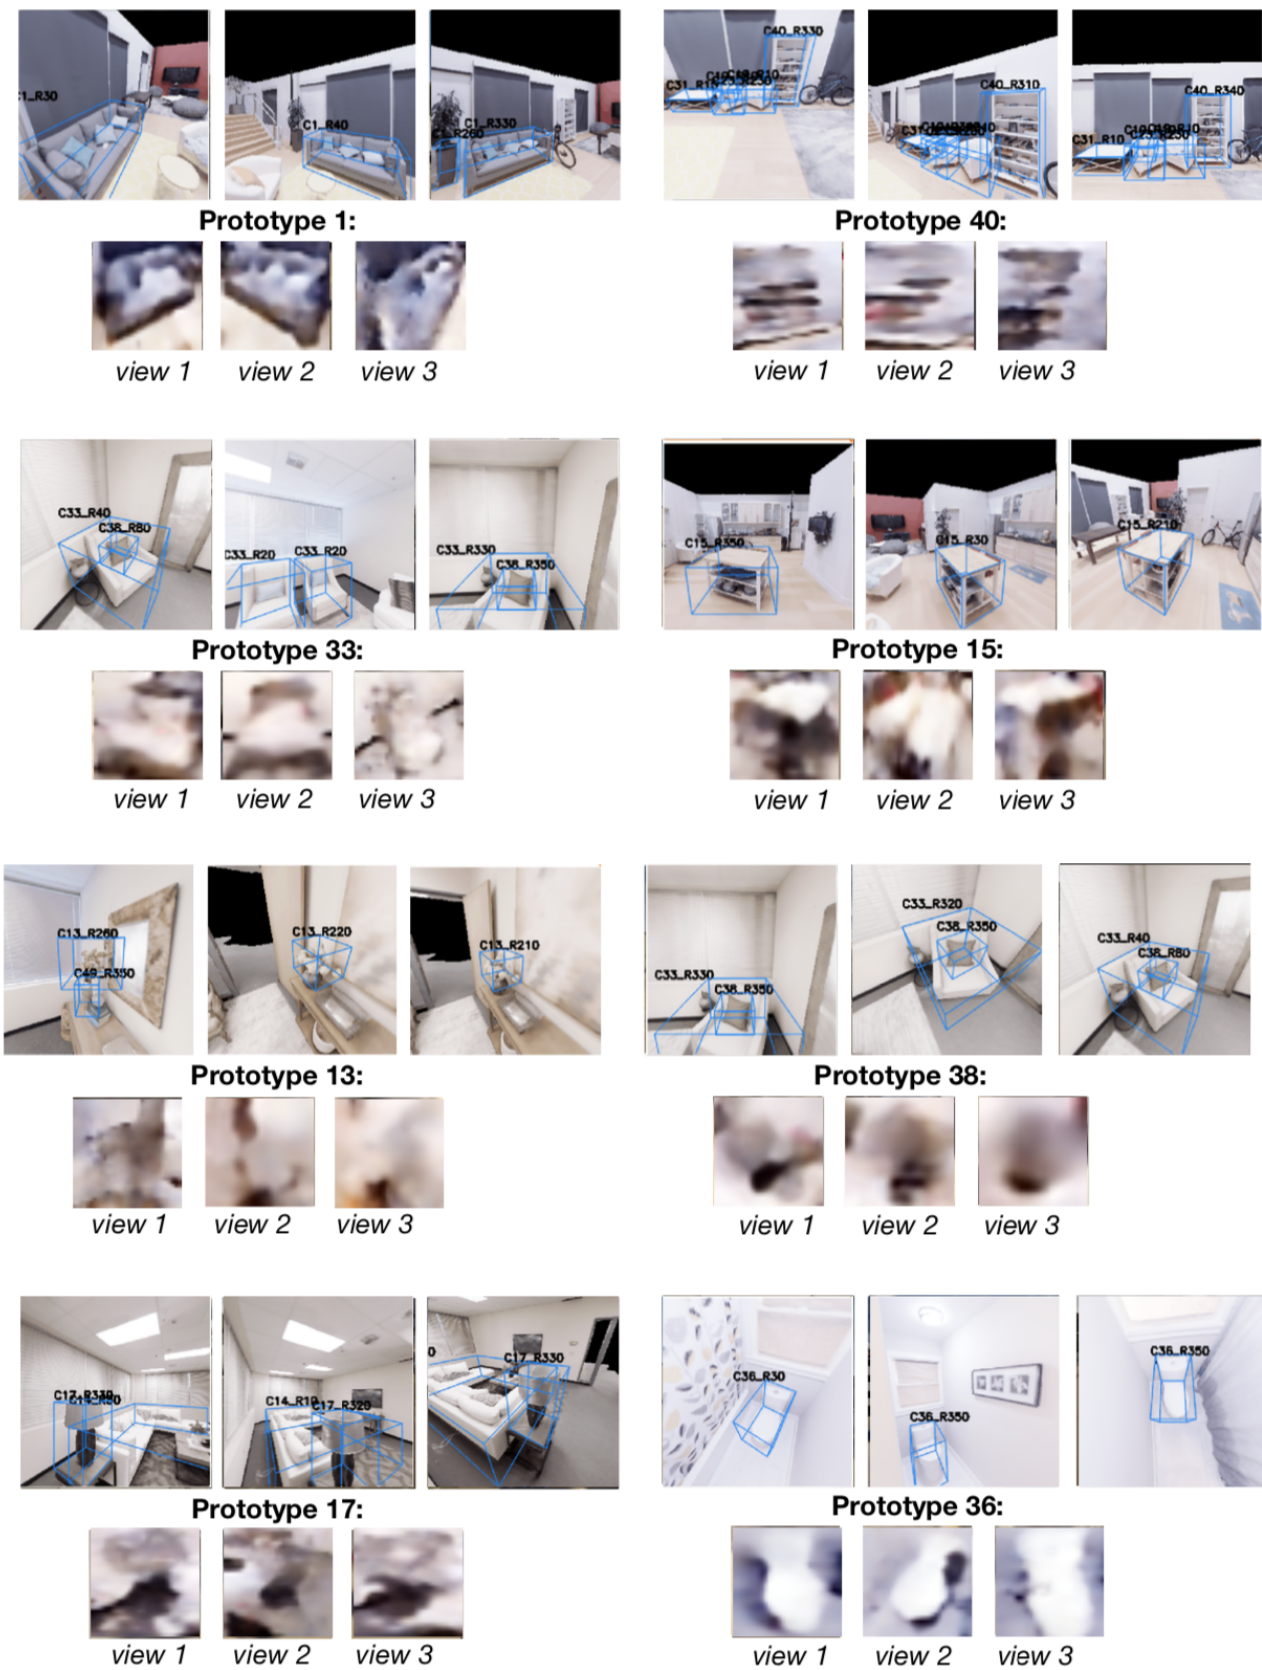 C1_R30
C1_R40
C1_R330
C1_R260
Prototype 1:
view 1 view 2 view 3
C40_R330
C40_R310
C31_R10
C40_R340
Prototype 40:
view 1 view 2 view 3
C33_R40
C38_R80
C33_R20 C33_R20
C33_R330
C38_R350
Prototype 33:
view 1 view 2 view 3
C15_R350
C15_R30
C15_R210
Prototype 15:
view 1 view 2 view 3
C13_R260
C49_R350
C13_R220
C13_R210
Prototype 13:
view 1 view 2 view 3
C33_R330
C38_R350
C33_R320
C38_R350
C33_R40
C38_R80
Prototype 38:
view 1 view 2 view 3
C17_R330
C14_R10
C17_R320
C17_R330
Prototype 17:
view 1 view 2 view 3
C36_R30
C36_R350
C36_R350
Prototype 36:
view 1 view 2 view 3